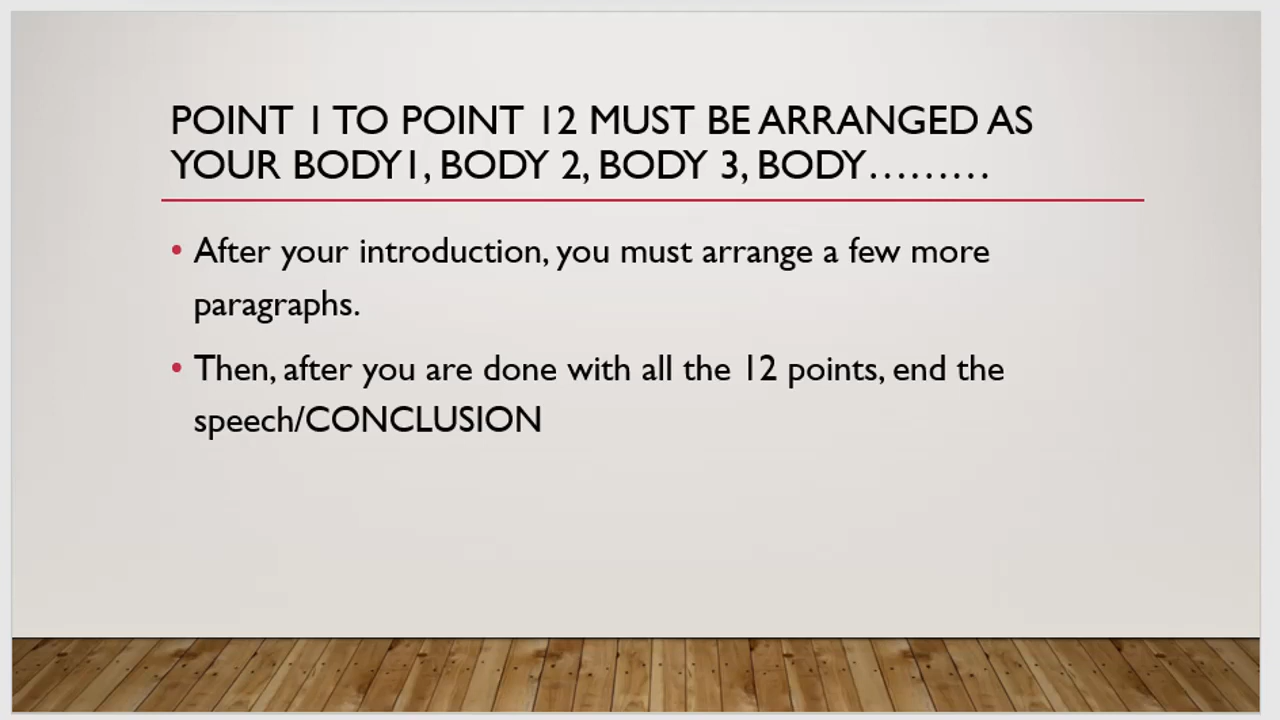 POINT 1 TO POINT 12 MUST BE ARRANGED AS
YOUR BODY1, BODY 2, BODY 3, BODY………
• After your introduction, you must arrange a few more
paragraphs.
• Then, after you are done with all the 12 points, end the
speech/CONCLUSION